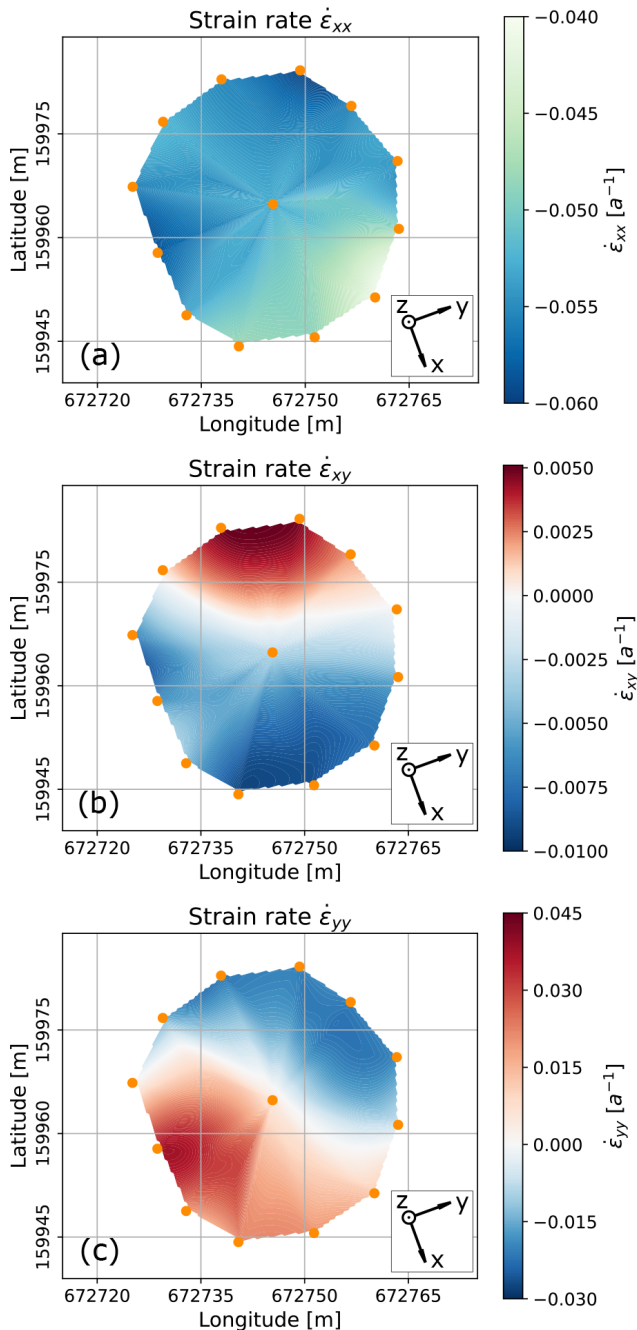 Strain rate ε̇xx
Latitude [m]
159975
159960
159945
(a)
z
y
x
672720 672735 672750 672765
Longitude [m]
−0.040
−0.045
−0.050
−0.055
−0.060
ε̇xx [a⁻¹]
Strain rate ε̇xy
Latitude [m]
159975
159960
159945
(b)
z
y
x
672720 672735 672750 672765
Longitude [m]
0.0050
0.0025
0.0000
−0.0025
−0.0050
−0.0075
−0.0100
ε̇xy [a⁻¹]
Strain rate ε̇yy
Latitude [m]
159975
159960
159945
(c)
z
y
x
672720 672735 672750 672765
Longitude [m]
0.045
0.030
0.015
0.000
−0.015
−0.030
ε̇yy [a⁻¹]